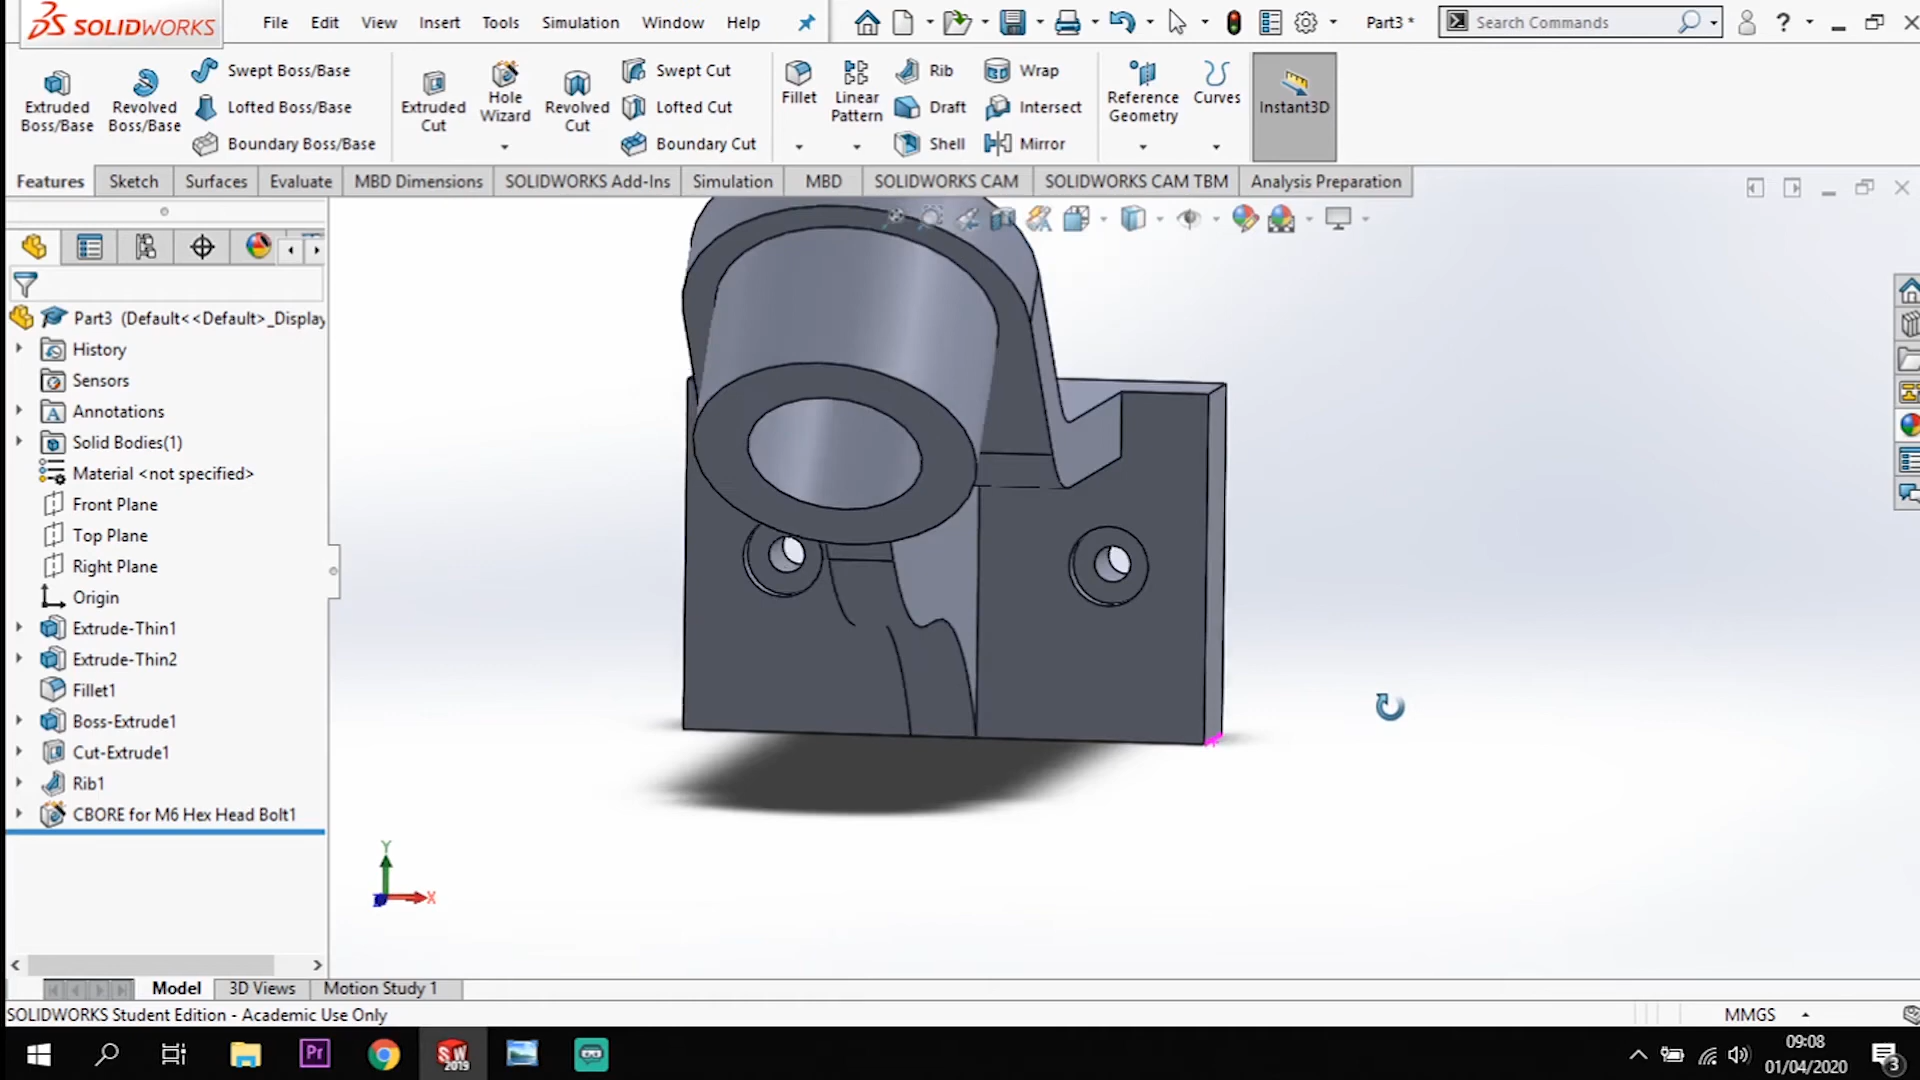 SOLIDWORKS File Edit View Insert Tools Simulation Window Help Part3 * Search Commands ?
Extruded Boss/Base
Revolved Boss/Base
Swept Boss/Base
Lofted Boss/Base
Boundary Boss/Base
Extruded Cut
Hole Wizard
Revolved Cut
Swept Cut
Lofted Cut
Boundary Cut
Fillet
Linear Pattern
Rib
Draft
Shell
Wrap
Intersect
Mirror
Reference Geometry
Curves
Instant3D
Features Sketch Surfaces Evaluate MBD Dimensions SOLIDWORKS Add-Ins Simulation MBD SOLIDWORKS CAM SOLIDWORKS CAM TBM Analysis Preparation
Part3 (Default<<Default>_Display
History
Sensors
Annotations
Solid Bodies(1)
Material <not specified>
Front Plane
Top Plane
Right Plane
Origin
Extrude-Thin1
Extrude-Thin2
Fillet1
Boss-Extrude1
Cut-Extrude1
Rib1
CBORE for M6 Hex Head Bolt1
Y
X
Model 3D Views Motion Study 1
SOLIDWORKS Student Edition - Academic Use Only MMGS
Pr SW 2019 09:08
01/04/2020 3